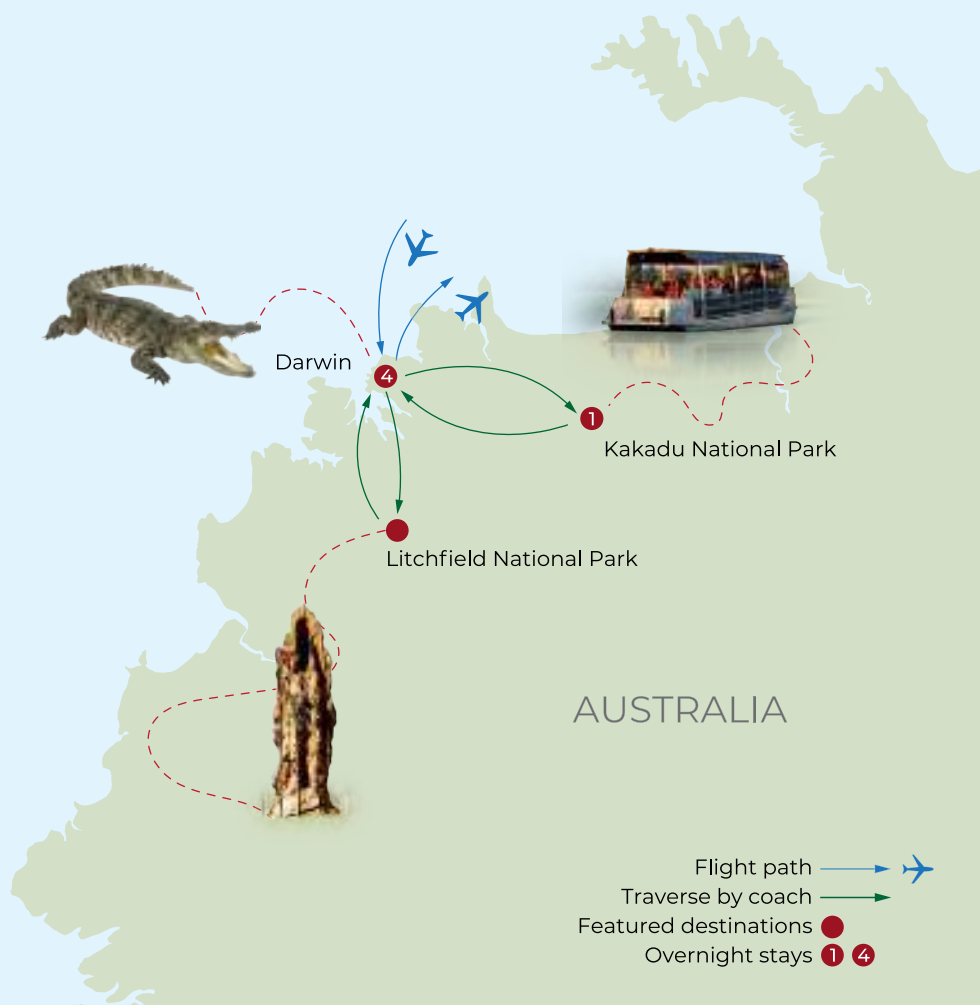 Darwin
4
1
Kakadu National Park
Litchfield National Park
AUSTRALIA
Flight path
Traverse by coach
Featured destinations
Overnight stays 1 4